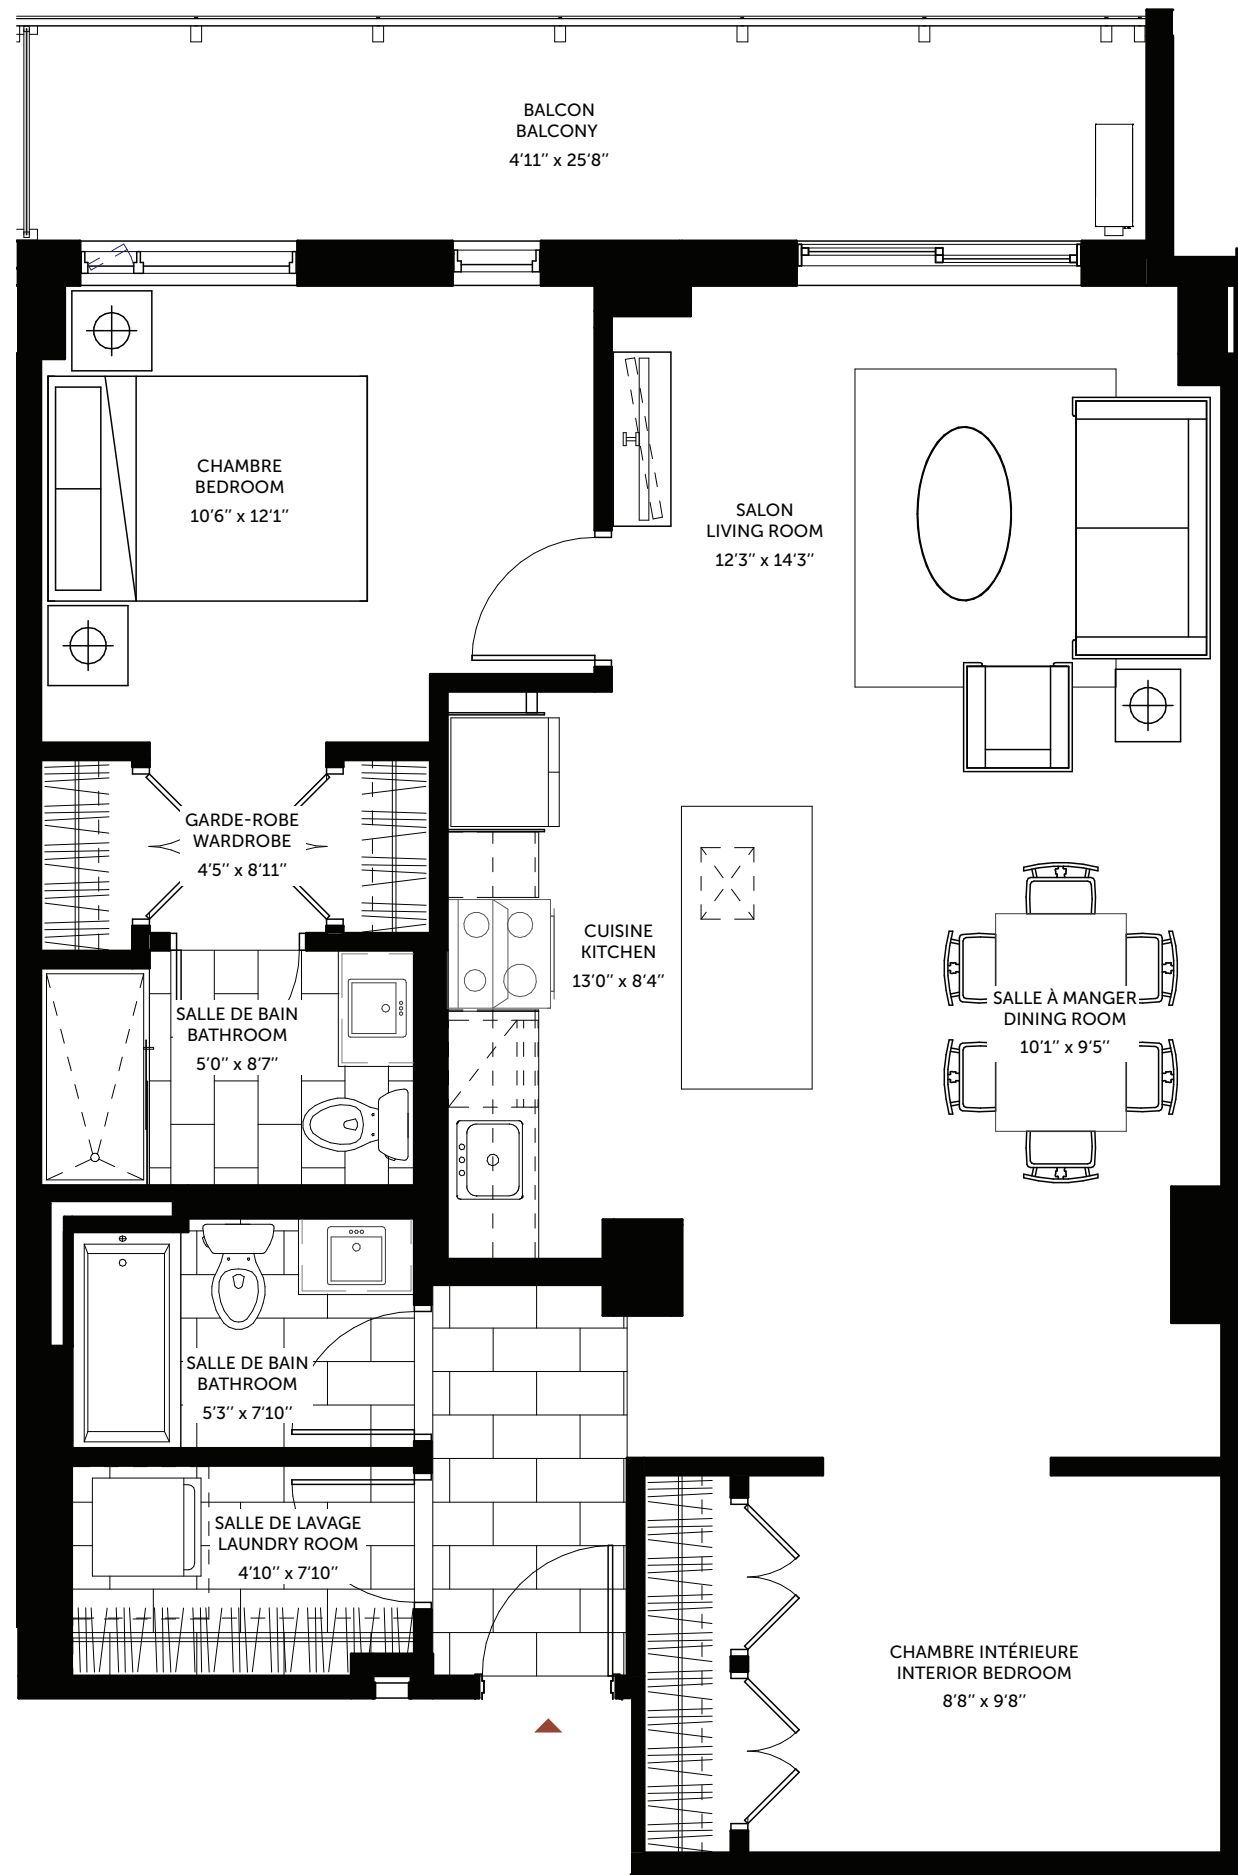 BALCON
BALCONY
4'11'' x 25'8''
CHAMBRE
BEDROOM
10'6'' x 12'1''
SALON
LIVING ROOM
12'3'' x 14'3''
GARDE-ROBE
WARDROBE
4'5'' x 8'11''
CUISINE
KITCHEN
13'0'' x 8'4''
SALLE À MANGER
DINING ROOM
10'1'' x 9'5''
SALLE DE BAIN
BATHROOM
5'0'' x 8'7''
SALLE DE BAIN
BATHROOM
5'3'' x 7'10''
SALLE DE LAVAGE
LAUNDRY ROOM
4'10'' x 7'10''
CHAMBRE INTÉRIEURE
INTERIOR BEDROOM
8'8'' x 9'8''